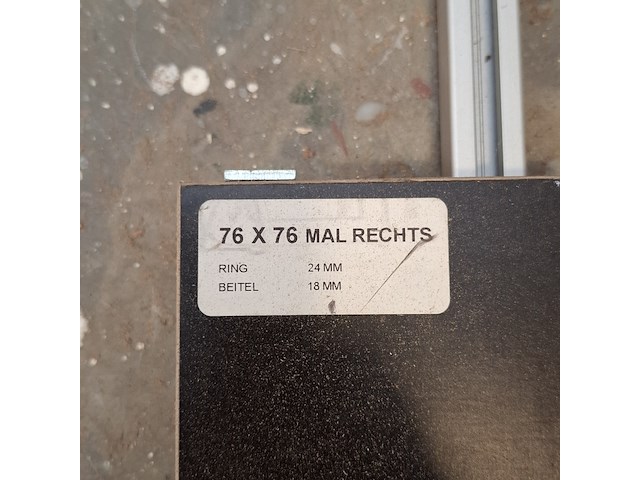 76 X 76 MAL RECHTS
RING 24 MM
BEITEL 18 MM